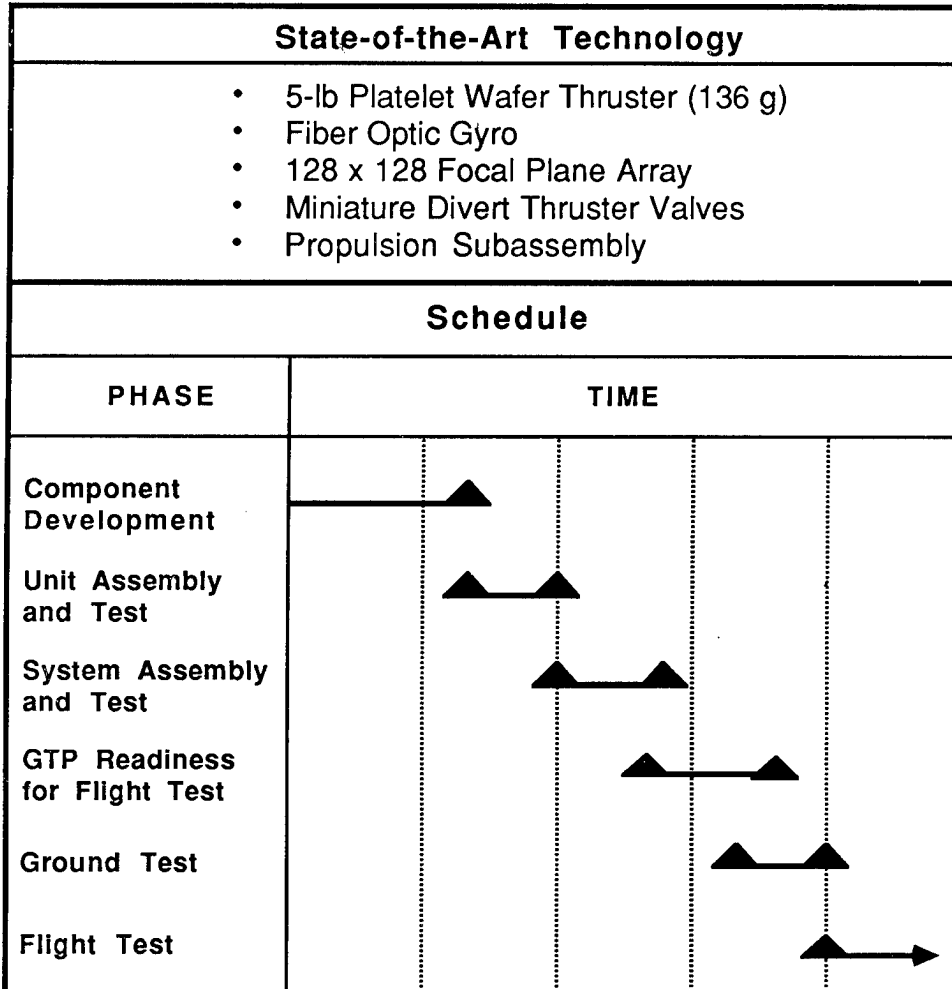 State-of-the-Art Technology
• 5-lb Platelet Wafer Thruster (136 g)
• Fiber Optic Gyro
• 128 x 128 Focal Plane Array
• Miniature Divert Thruster Valves
• Propulsion Subassembly
Schedule
PHASE
TIME
Component
Development
Unit Assembly
and Test
System Assembly
and Test
GTP Readiness
for Flight Test
Ground Test
Flight Test